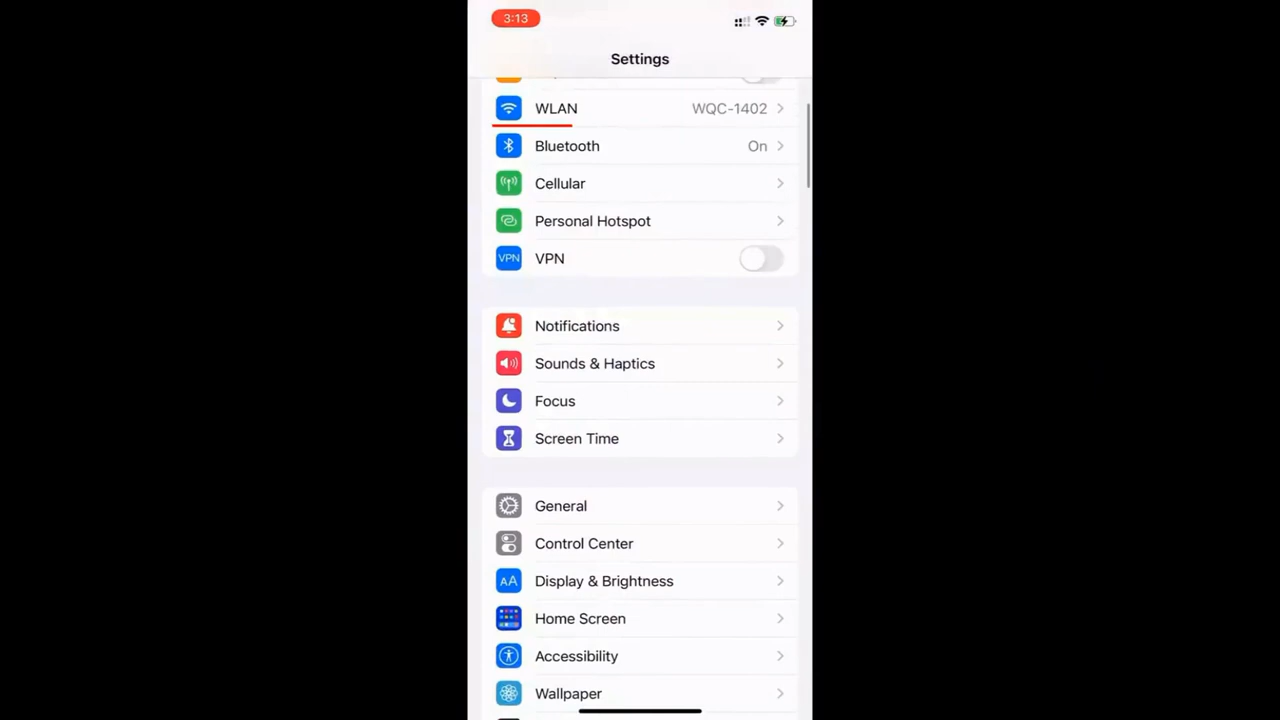 3:13
Settings
WLAN WQC-1402
Bluetooth On
Cellular
Personal Hotspot
VPN VPN
Notifications
Sounds & Haptics
Focus
Screen Time
General
Control Center
AA Display & Brightness
Home Screen
Accessibility
Wallpaper